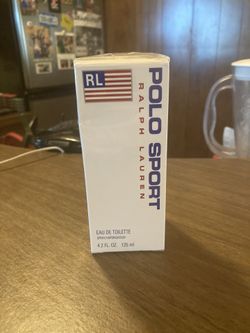 RL
POLO SPORT
RALPH LAUREN
EAU DE TOILETTE
4.2 FL. OZ. 125 ml